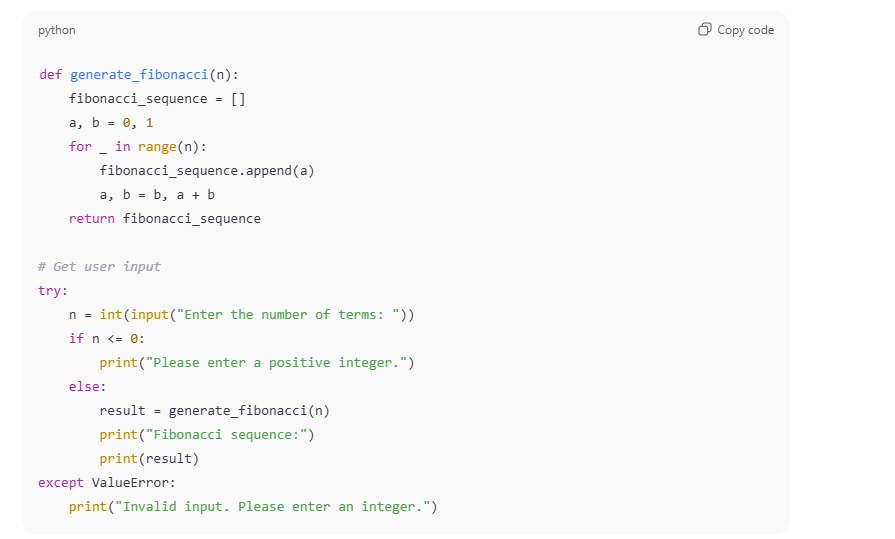 python
Copy code
def generate_fibonacci(n):
    fibonacci_sequence = []
    a, b = 0, 1
    for _ in range(n):
        fibonacci_sequence.append(a)
        a, b = b, a + b
    return fibonacci_sequence

# Get user input
try:
    n = int(input("Enter the number of terms: "))
    if n <= 0:
        print("Please enter a positive integer.")
    else:
        result = generate_fibonacci(n)
        print("Fibonacci sequence:")
        print(result)
except ValueError:
    print("Invalid input. Please enter an integer.")